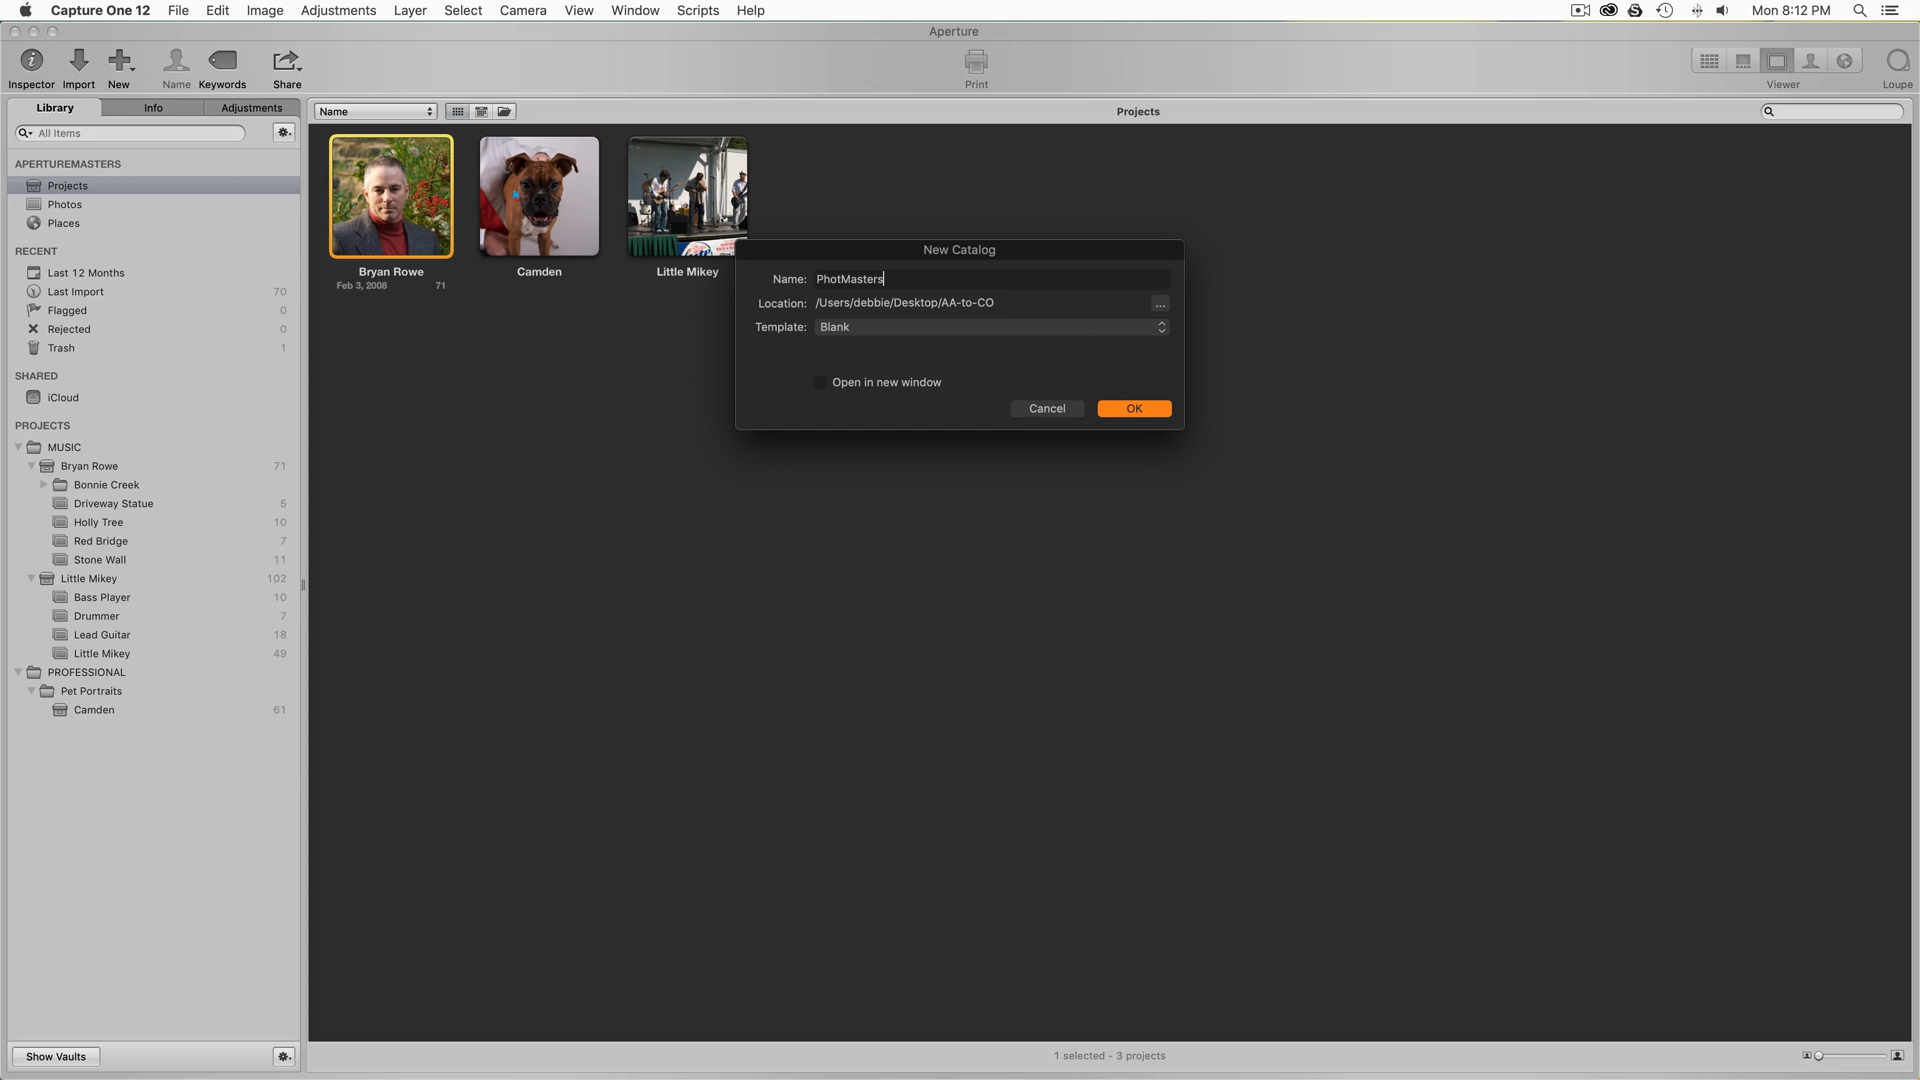 Capture One 12 File Edit Image Adjustments Layer Select Camera View Window Scripts Help Mon 8:12 PM
Aperture
Inspector Import New Name Keywords Share Print Viewer Loupe
Library Info Adjustments Name Projects
All Items
APERTUREMASTERS
Projects
Photos
Places
RECENT
Last 12 Months
Last Import 70
Flagged 0
Rejected 0
Trash 1
SHARED
iCloud
PROJECTS
MUSIC
Bryan Rowe 71
Bonnie Creek
Driveway Statue 5
Holly Tree 10
Red Bridge 7
Stone Wall 11
Little Mikey 102
Bass Player 10
Drummer 7
Lead Guitar 18
Little Mikey 49
PROFESSIONAL
Pet Portraits
Camden 61
Show Vaults
Bryan Rowe Camden Little Mikey
Feb 3, 2008 71
New Catalog
Name: PhotMasters
Location: /Users/debbie/Desktop/AA-to-CO ...
Template: Blank
Open in new window
Cancel OK
1 selected - 3 projects